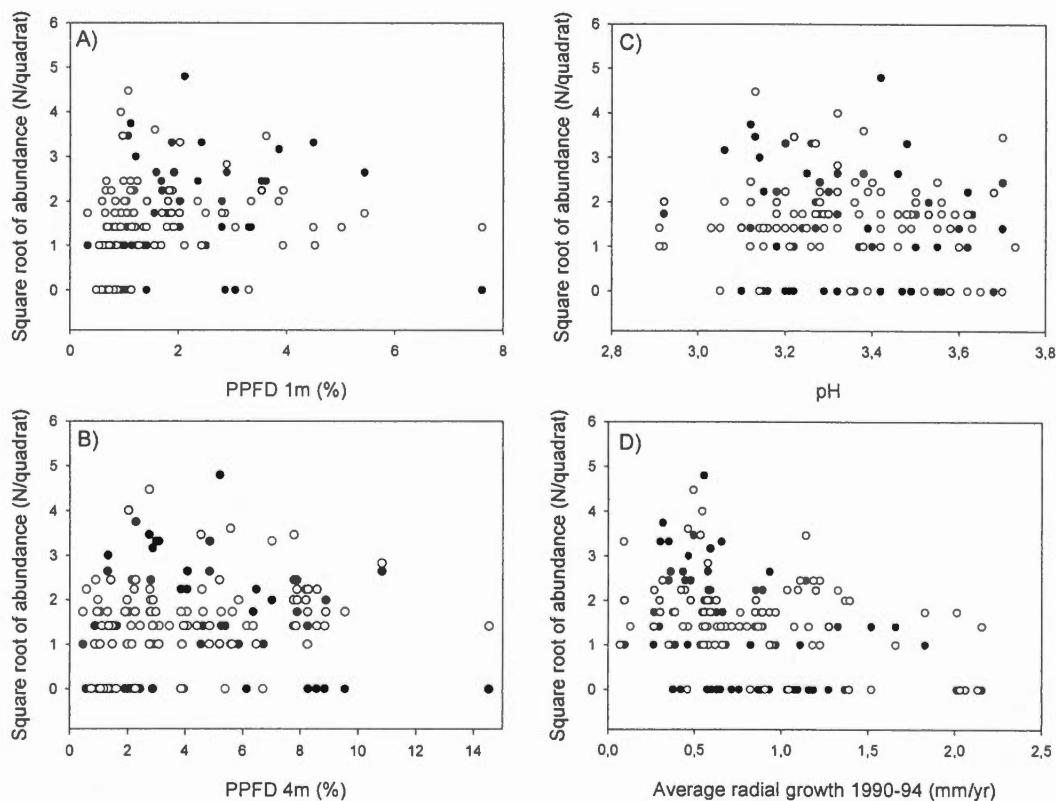 A)
Square root of abundance (N/quadrat)
6
5
4
3
2
1
0
0 2 4 6 8
PPFD 1m (%)
C)
Square root of abundance (N/quadrat)
6
5
4
3
2
1
0
2,8 3,0 3,2 3,4 3,6 3,8
pH
B)
Square root of abundance (N/quadrat)
6
5
4
3
2
1
0
0 2 4 6 8 10 12 14
PPFD 4m (%)
D)
Square root of abundance (N/quadrat)
6
5
4
3
2
1
0
0,0 0,5 1,0 1,5 2,0 2,5
Average radial growth 1990-94 (mm/yr)